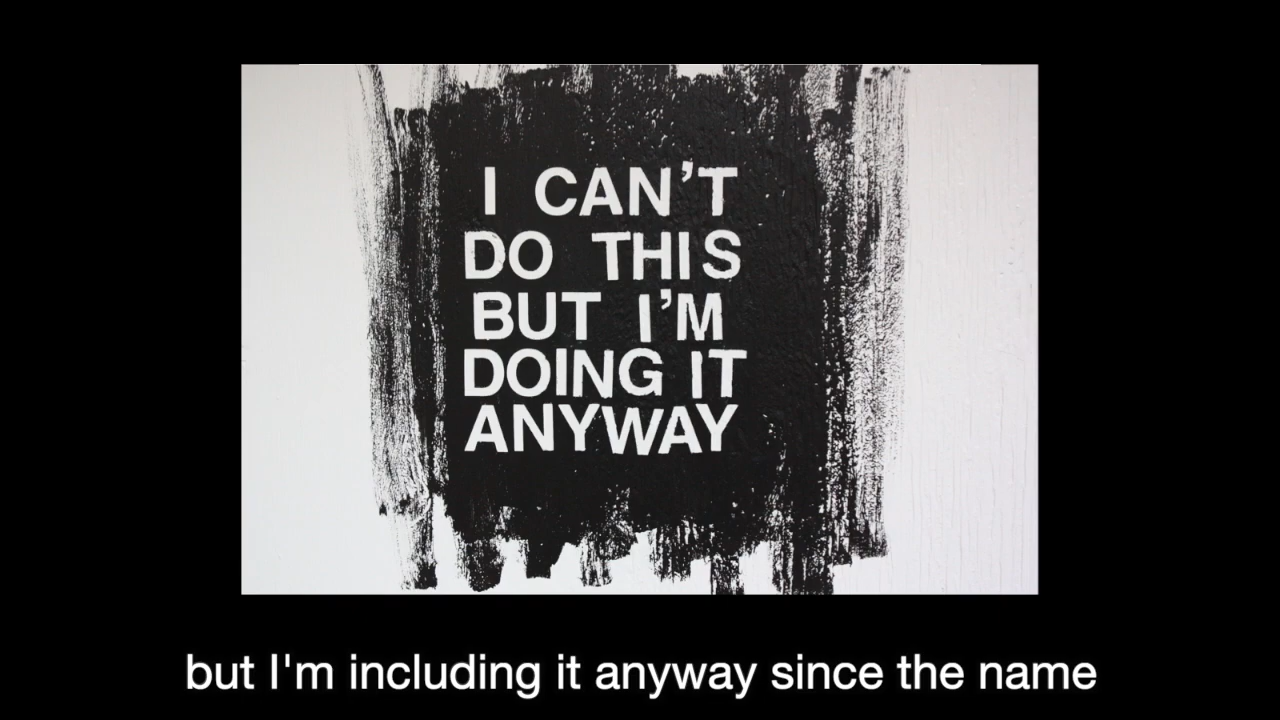 I CAN'T
DO THIS
BUT I'M
DOING IT
ANYWAY
but I'm including it anyway since the name